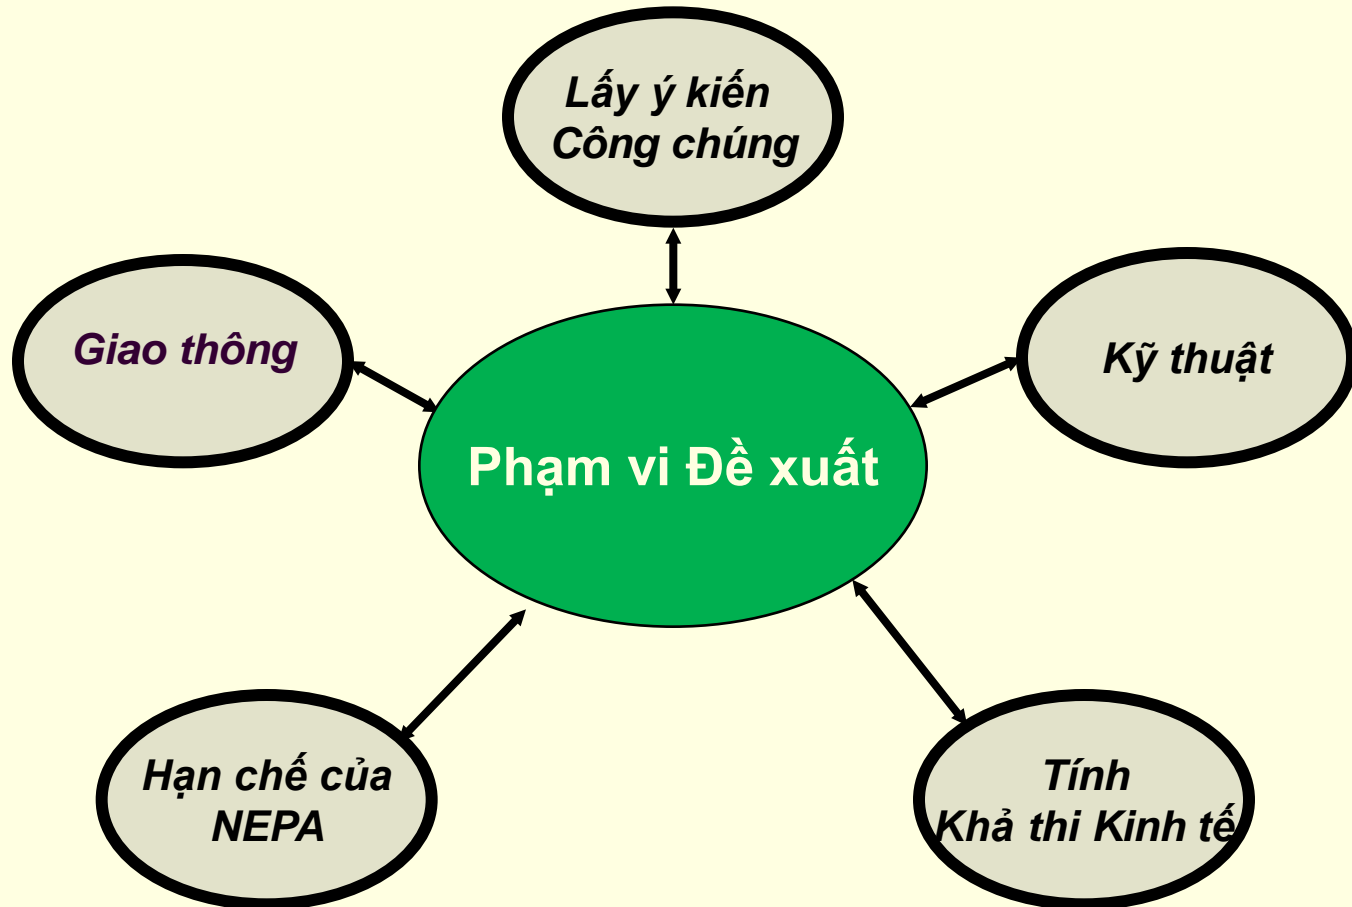 Lấy ý kiến
Công chúng
Giao thông
Kỹ thuật
Phạm vi Đề xuất
Hạn chế của
NEPA
Tính
Khả thi Kinh tế